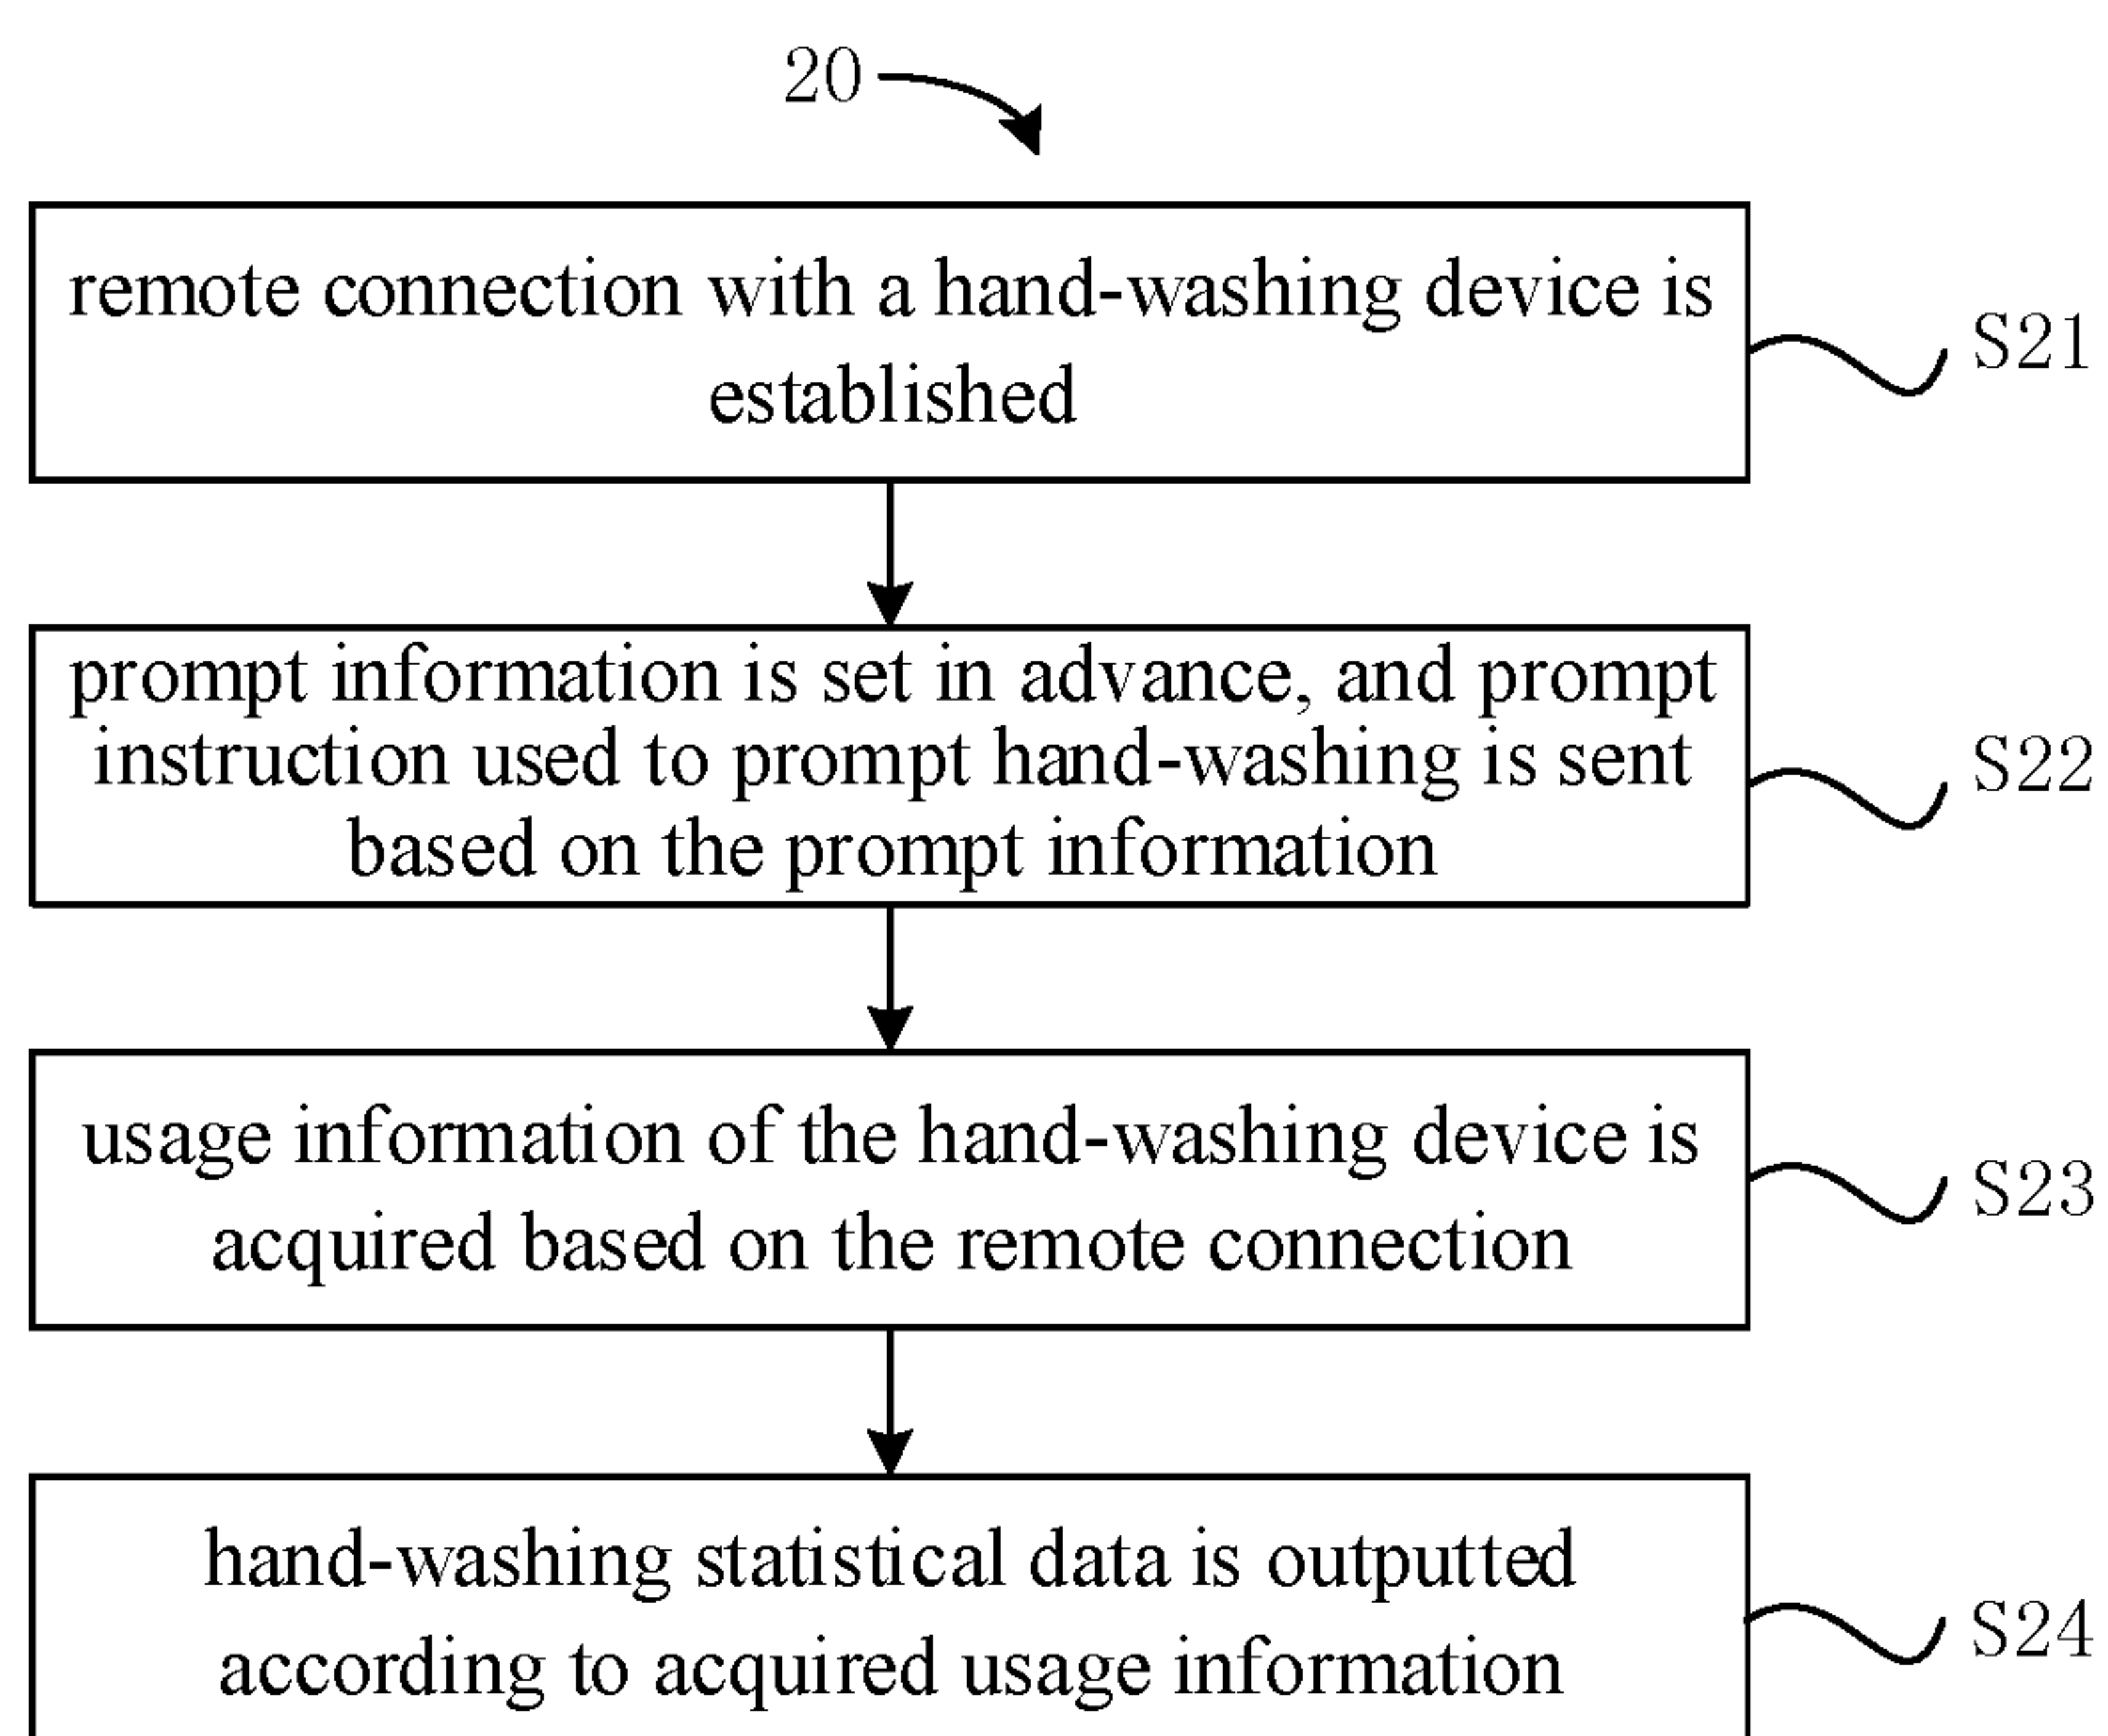 20
remote connection with a hand-washing device is
established
S21
prompt information is set in advance, and prompt
instruction used to prompt hand-washing is sent
based on the prompt information
S22
usage information of the hand-washing device is
acquired based on the remote connection
S23
hand-washing statistical data is outputted
according to acquired usage information
S24